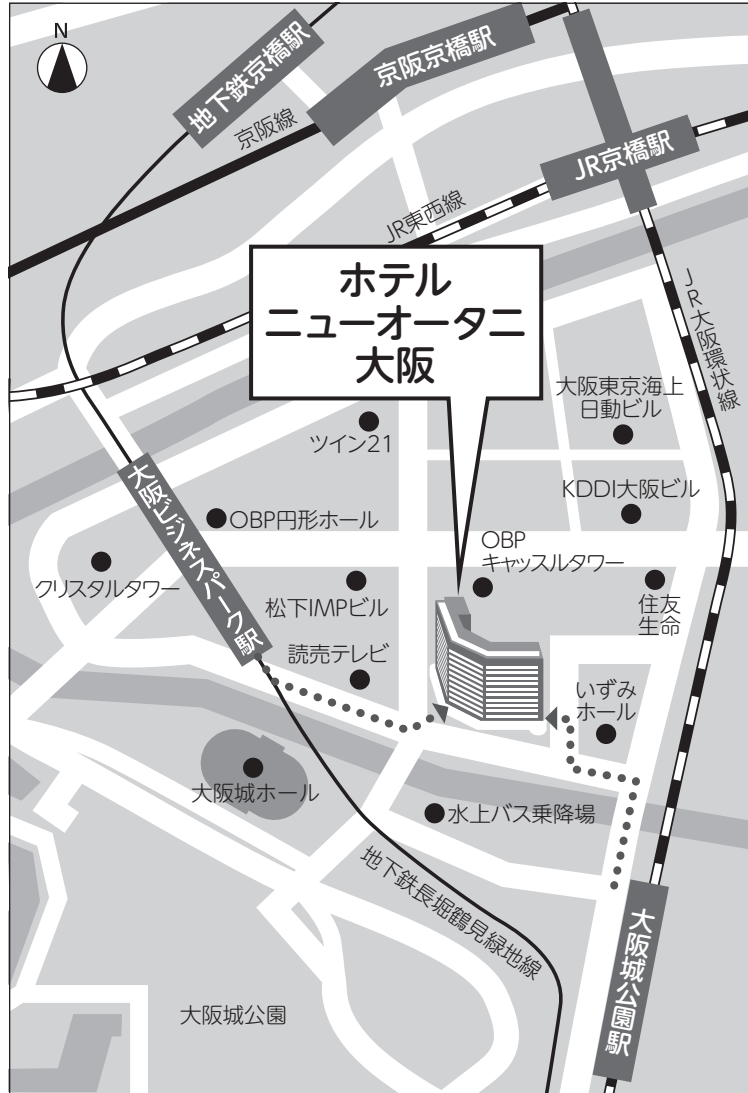 N
地下鉄京橋駅
京阪京橋駅
京阪線
JR京橋駅
JR東西線
ホテル
ニューオータニ
大阪
JR大阪環状線
大阪東京海上
日動ビル
ツイン21
KDDI大阪ビル
大阪ビジネスパーク駅
OBP円形ホール
OBP
キャッスルタワー
クリスタルタワー
松下IMPビル
住友
生命
読売テレビ
いずみ
ホール
大阪城ホール
水上バス乗降場
地下鉄長堀鶴見緑地線
大阪城公園駅
大阪城公園